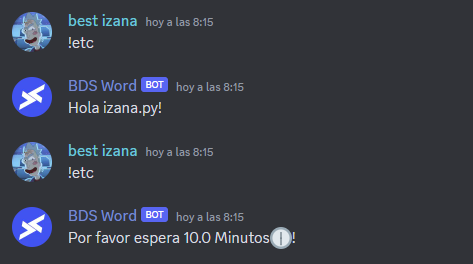 best izana hoy a las 8:15
!etc
BDS Word BOT hoy a las 8:15
Hola izana.py!
best izana hoy a las 8:15
!etc
BDS Word BOT hoy a las 8:15
Por favor espera 10.0 Minutos!